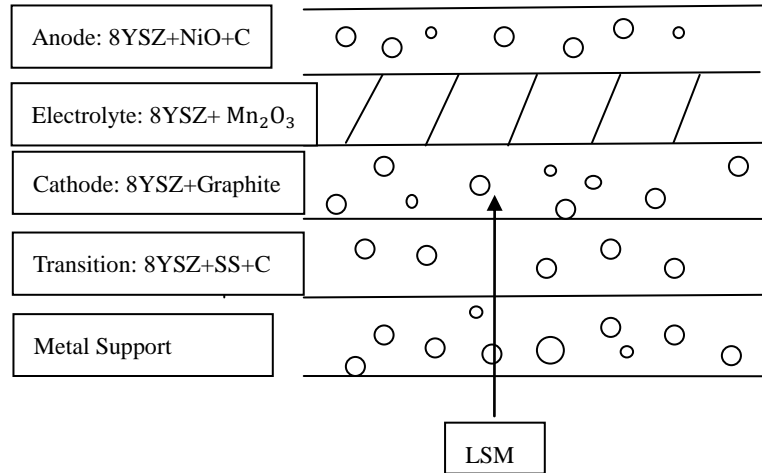 Anode: 8YSZ+NiO+C
Electrolyte: 8YSZ+ Mn₂O₃
Cathode: 8YSZ+Graphite
Transition: 8YSZ+SS+C
Metal Support
LSM